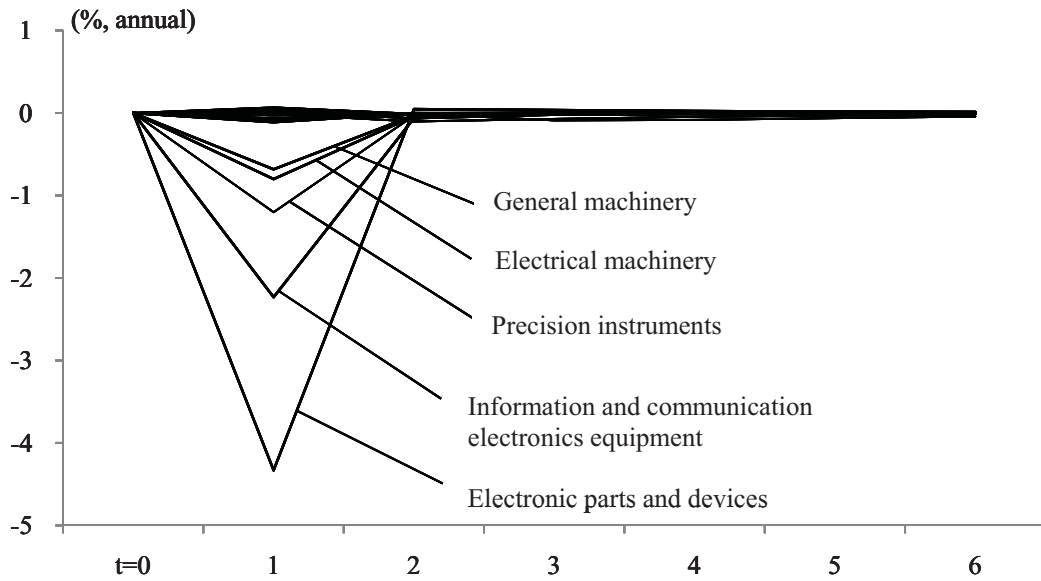 (%, annual)
1
0
-1
-2
-3
-4
-5
General machinery
Electrical machinery
Precision instruments
Information and communication
electronics equipment
Electronic parts and devices
t=0 1 2 3 4 5 6